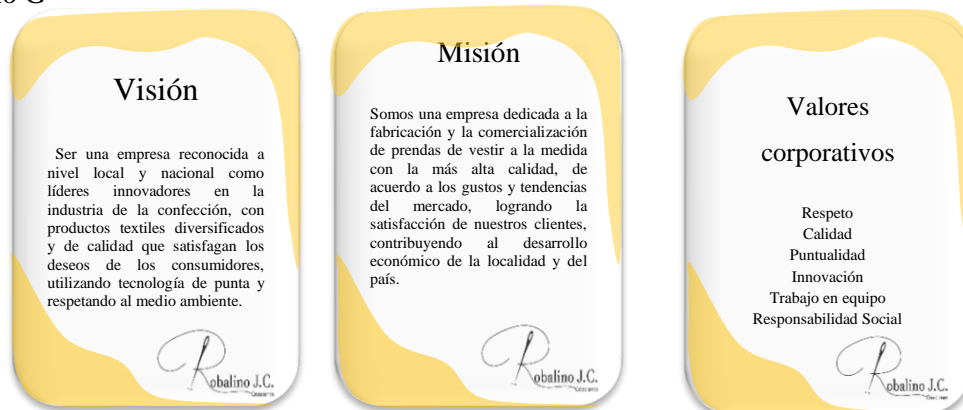 Visión
Ser una empresa reconocida a
nivel local y nacional como
líderes innovadores en la
industria de la confección, con
productos textiles diversificados
y de calidad que satisfagan los
deseos de los consumidores,
utilizando tecnología de punta y
respetando al medio ambiente.
Robalino J.C.
Misión
Somos una empresa dedicada a la
fabricación y la comercialización
de prendas de vestir a la medida
con la más alta calidad, de
acuerdo a los gustos y tendencias
del mercado, logrando la
satisfacción de nuestros clientes,
contribuyendo al desarrollo
económico de la localidad y del
país.
Robalino J.C.
Valores
corporativos
Respeto
Calidad
Puntualidad
Innovación
Trabajo en equipo
Responsabilidad Social
Robalino J.C.